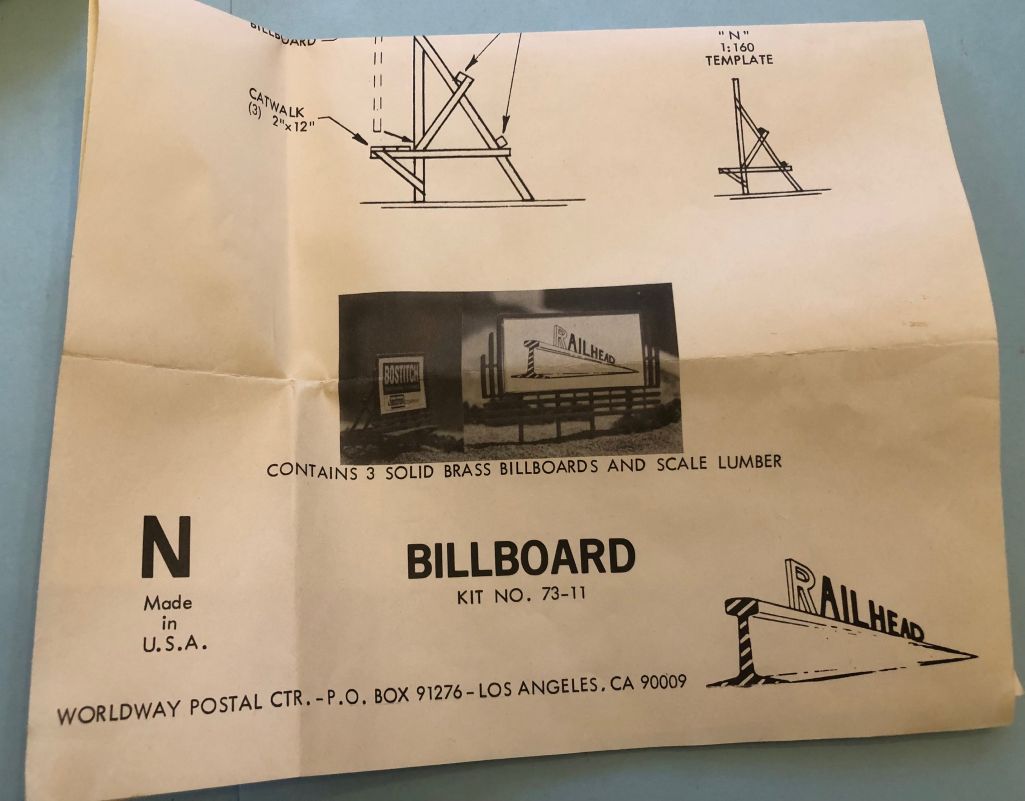 BILLBOARD
"N"
1:160
TEMPLATE
CATWALK
(3) 2"x12"
BOSTITCH
RAILHEAD
CONTAINS 3 SOLID BRASS BILLBOARDS AND SCALE LUMBER
N
Made
in
U.S.A.
BILLBOARD
KIT NO. 73-11
RAILHEAD
WORLDWAY POSTAL CTR. - P.O. BOX 91276 - LOS ANGELES, CA 90009